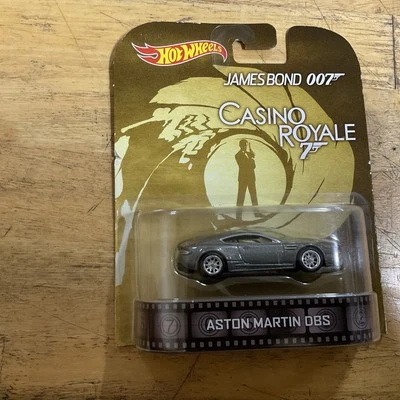 HOT WHEELS
JAMES BOND 007
CASINO
ROYALE
007
ASTON MARTIN DBS